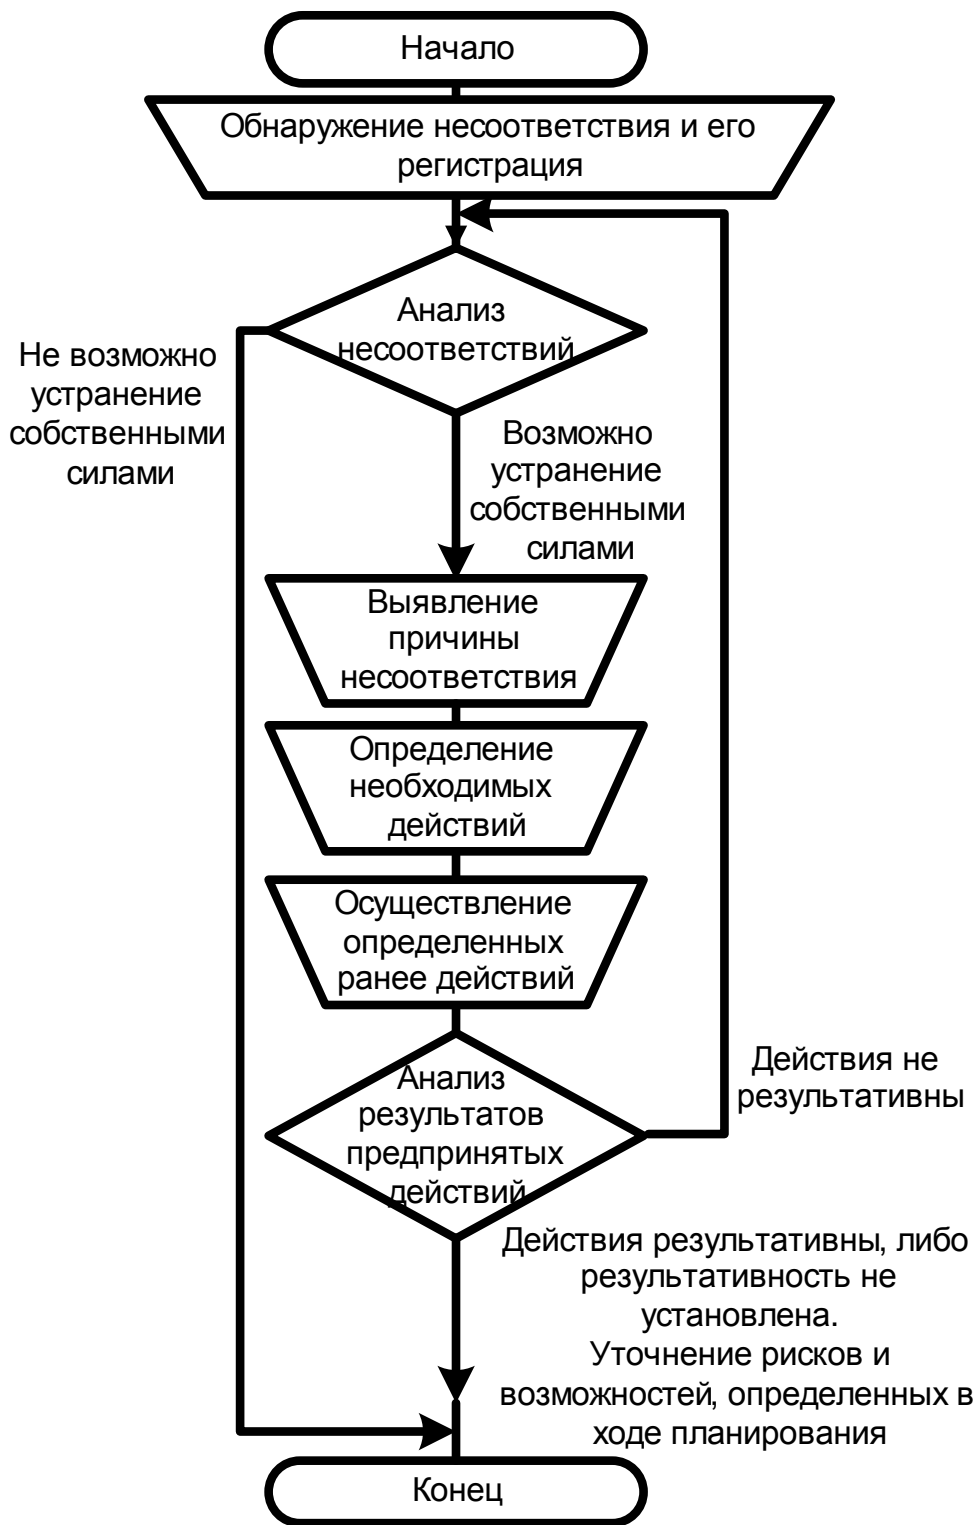 Начало
Обнаружение несоответствия и его
регистрация
Анализ
несоответствий
Не возможно
устранение
собственными
силами
Возможно
устранение
собственными
силами
Выявление
причины
несоответствия
Определение
необходимых
действий
Осуществление
определенных
ранее действий
Анализ
результатов
предпринятых
действий
Действия не
результативны
Действия результативны, либо
результативность не
установлена.
Уточнение рисков и
возможностей, определенных в
ходе планирования
Конец